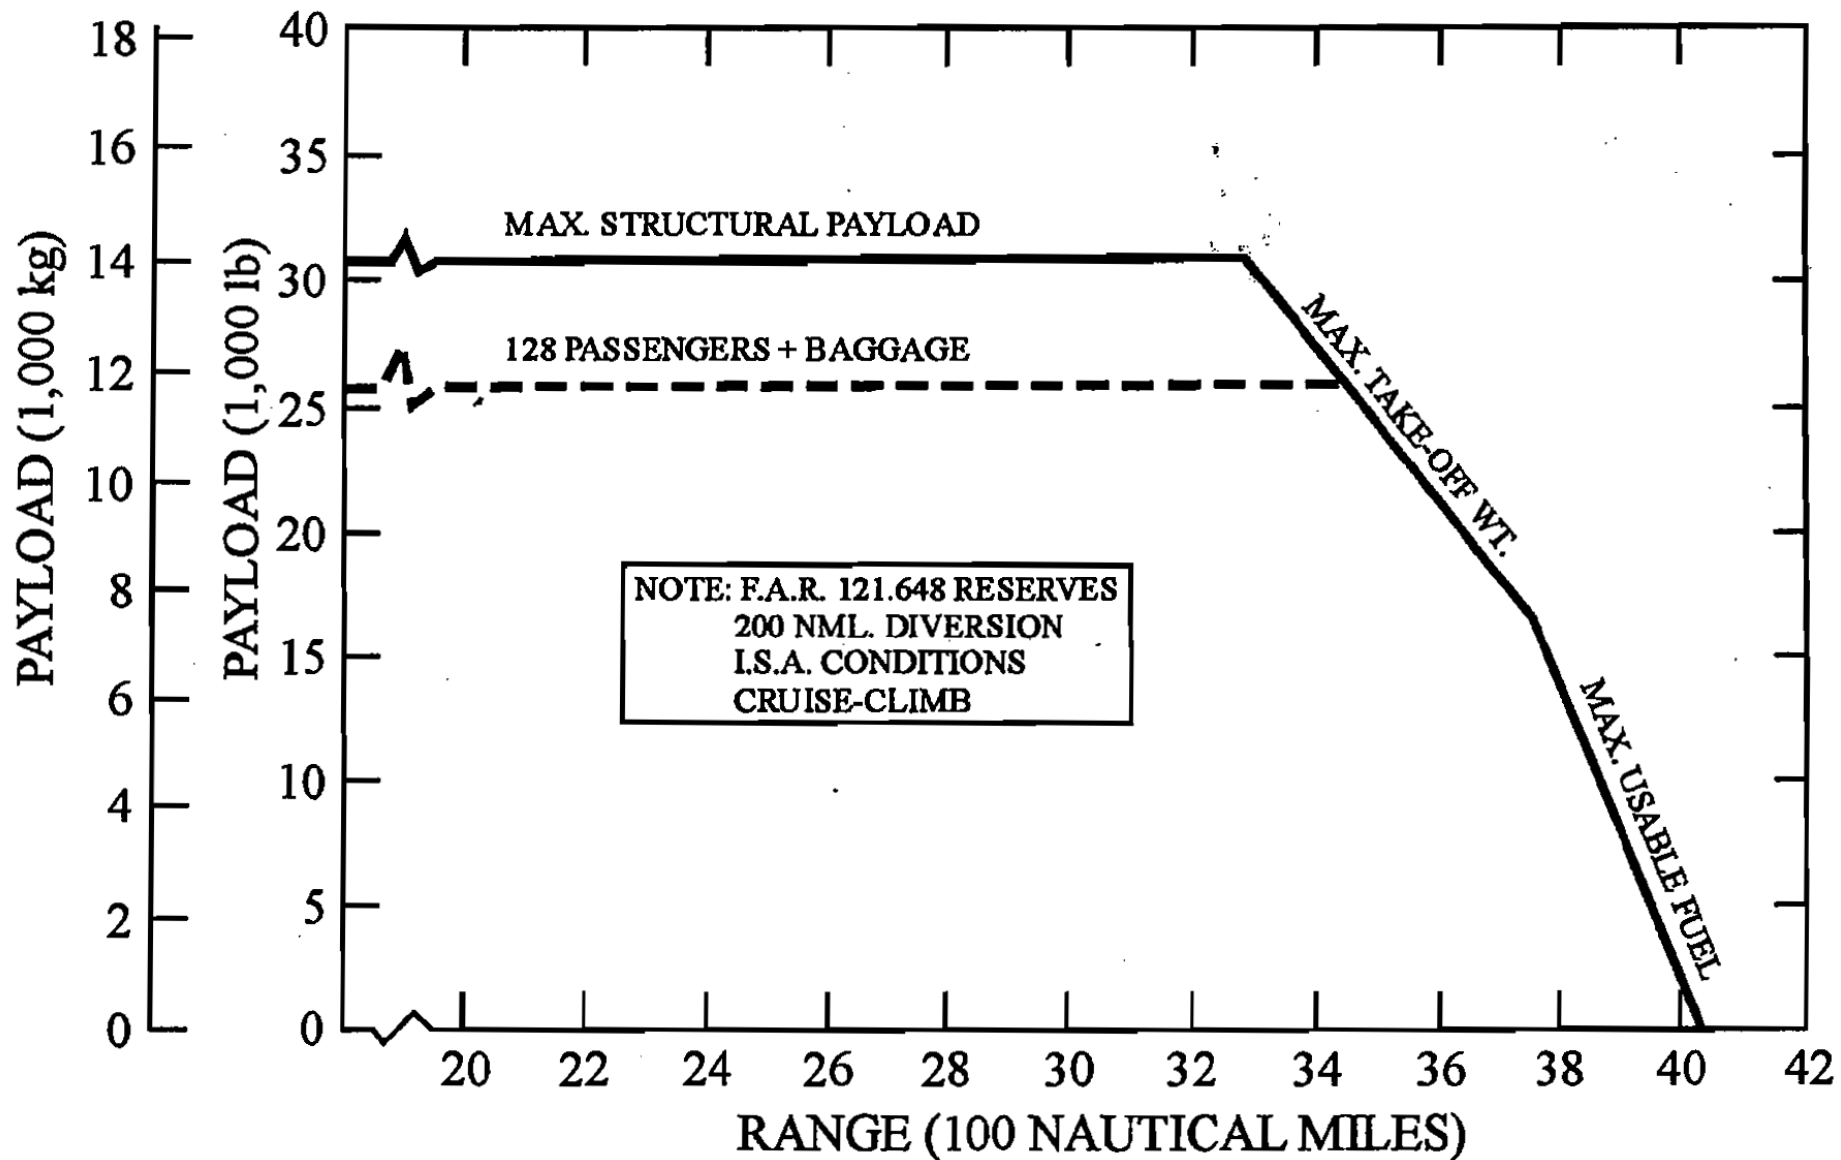 PAYLOAD (1,000 kg)
18
16
14
12
10
8
6
4
2
0
PAYLOAD (1,000 lb)
40
35
30
25
20
15
10
5
0
MAX. STRUCTURAL PAYLOAD
128 PASSENGERS + BAGGAGE
MAX. TAKE-OFF WT.
MAX. USABLE FUEL
NOTE: F.A.R. 121.648 RESERVES
200 NML. DIVERSION
I.S.A. CONDITIONS
CRUISE-CLIMB
20 22 24 26 28 30 32 34 36 38 40 42
RANGE (100 NAUTICAL MILES)